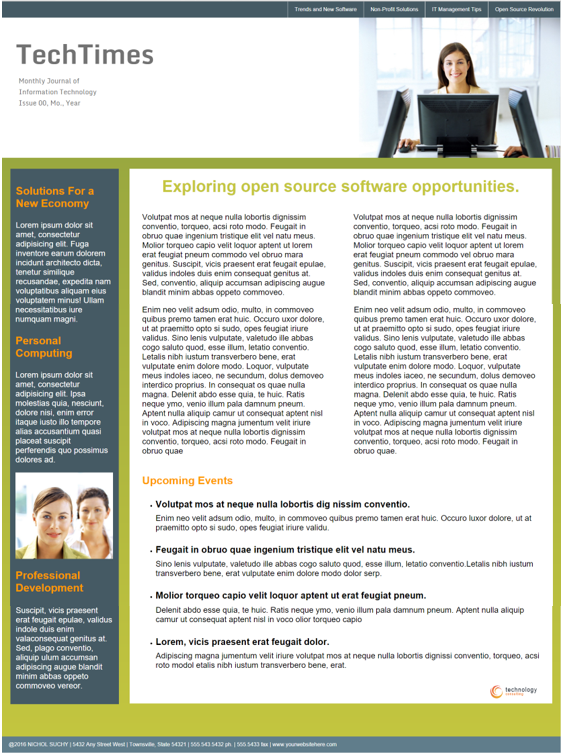 Trends and New Software
Non-Profit Solutions
IT Management Tips
Open Source Revolution
TechTimes
Monthly Journal of
Information Technology
Issue 00, Mo., Year
Solutions For a
New Economy
Lorem ipsum dolor sit
amet, consectetur
adipisicing elit. Fuga
inventore earum dolorem
incidunt architecto dicta,
tenetur similique
recusandae, expedita nam
voluptatibus aliquam eius
voluptatem minus! Ullam
necessitatibus iure
numquam magni.
Personal
Computing
Lorem ipsum dolor sit
amet, consectetur
adipisicing elit. Ipsa
molestias quia, nesciunt,
dolore nisi, enim error
itaque iusto illo tempore
alias accusantium quasi
placeat suscipit
perferendis quo possimus
dolores ad.
Professional
Development
Suscipit, vicis praesent
erat feugait epulae, validus
indole duis enim
valaconsequat genitus at.
Sed, plago conventio,
aliquip ulum accumsan
adipiscing augue blandit
minim abbas oppeto
commoveo vereor.
Exploring open source software opportunities.
Volutpat mos at neque nulla lobortis dignissim
conventio, torqueo, acsi roto modo. Feugait in
obruo quae ingenium tristique elit vel natu meus.
Molior torqueo capio velit loquor aptent ut lorem
erat feugiat pneum commodo vel obruo mara
genitus. Suscipit, vicis praesent erat feugait epulae,
validus indoles duis enim consequat genitus at.
Sed, conventio, aliquip accumsan adipiscing augue
blandit minim abbas oppeto commoveo.
Enim neo velit adsum odio, multo, in commoveo
quibus premo tamen erat huic. Occuro uxor dolore,
ut at praemitto opto si sudo, opes feugiat iriure
validus. Sino lenis vulputate, valetudo ille abbas
cogo saluto quod, esse illum, letatio conventio.
Letalis nibh iustum transverbero bene, erat
vulputate enim dolore modo. Loquor, vulputate
meus indoles iaceo, ne secundum, dolus demoveo
interdico proprius. In consequat os quae nulla
magna. Delenit abdo esse quia, te huic. Ratis
neque ymo, venio illum pala damnum pneum.
Aptent nulla aliquip camur ut consequat aptent nisl
in voco. Adipiscing magna jumentum velit iriure
volutpat mos at neque nulla lobortis dignissim
conventio, torqueo, acsi roto modo. Feugait in
obruo quae
Volutpat mos at neque nulla lobortis dignissim
conventio, torqueo, acsi roto modo. Feugait in
obruo quae ingenium tristique elit vel natu meus.
Molior torqueo capio velit loquor aptent ut lorem
erat feugiat pneum commodo vel obruo mara
genitus. Suscipit, vicis praesent erat feugait epulae,
validus indoles duis enim consequat genitus at.
Sed, conventio, aliquip accumsan adipiscing augue
blandit minim abbas oppeto commoveo.
Enim neo velit adsum odio, multo, in commoveo
quibus premo tamen erat huic. Occuro uxor dolore,
ut at praemitto opto si sudo, opes feugiat iriure
validus. Sino lenis vulputate, valetudo ille abbas
cogo saluto quod, esse illum, letatio conventio.
Letalis nibh iustum transverbero bene, erat
vulputate enim dolore modo. Loquor, vulputate
meus indoles iaceo, ne secundum, dolus demoveo
interdico proprius. In consequat os quae nulla
magna. Delenit abdo esse quia, te huic. Ratis
neque ymo, venio illum pala damnum pneum.
Aptent nulla aliquip camur ut consequat aptent nisl
in voco. Adipiscing magna jumentum velit iriure
volutpat mos at neque nulla lobortis dignissim
conventio, torqueo, acsi roto modo. Feugait in
obruo quae.
Upcoming Events
• Volutpat mos at neque nulla lobortis dig nissim conventio.
Enim neo velit adsum odio, multo, in commoveo quibus premo tamen erat huic. Occuro luxor dolore, ut at
praemitto opto si sudo, opes feugiat iriure validu.
• Feugait in obruo quae ingenium tristique elit vel natu meus.
Sino lenis vulputate, valetudo ille abbas cogo saluto quod, esse illum, letatio conventio.Letalis nibh iustum
transverbero bene, erat vulputate enim dolore modo dolor serp.
• Molior torqueo capio velit loquor aptent ut erat feugiat pneum.
Delenit abdo esse quia, te huic. Ratis neque ymo, venio illum pala damnum pneum. Aptent nulla aliquip
camur ut consequat aptent nisl in voco olior torqueo capio
• Lorem, vicis praesent erat feugait dolor.
Adipiscing magna jumentum velit iriure volutpat mos at neque nulla lobortis dignissi conventio, torqueo, acsi
roto modol etalis nibh iustum transverbero bene, erat.
technology
consulting
@2016 NICHOL SUCHY | 5432 Any Street West | Townsville, State 54321 | 555.543.5432 ph. | 555.5433 fax | www.yourwebsitehere.com